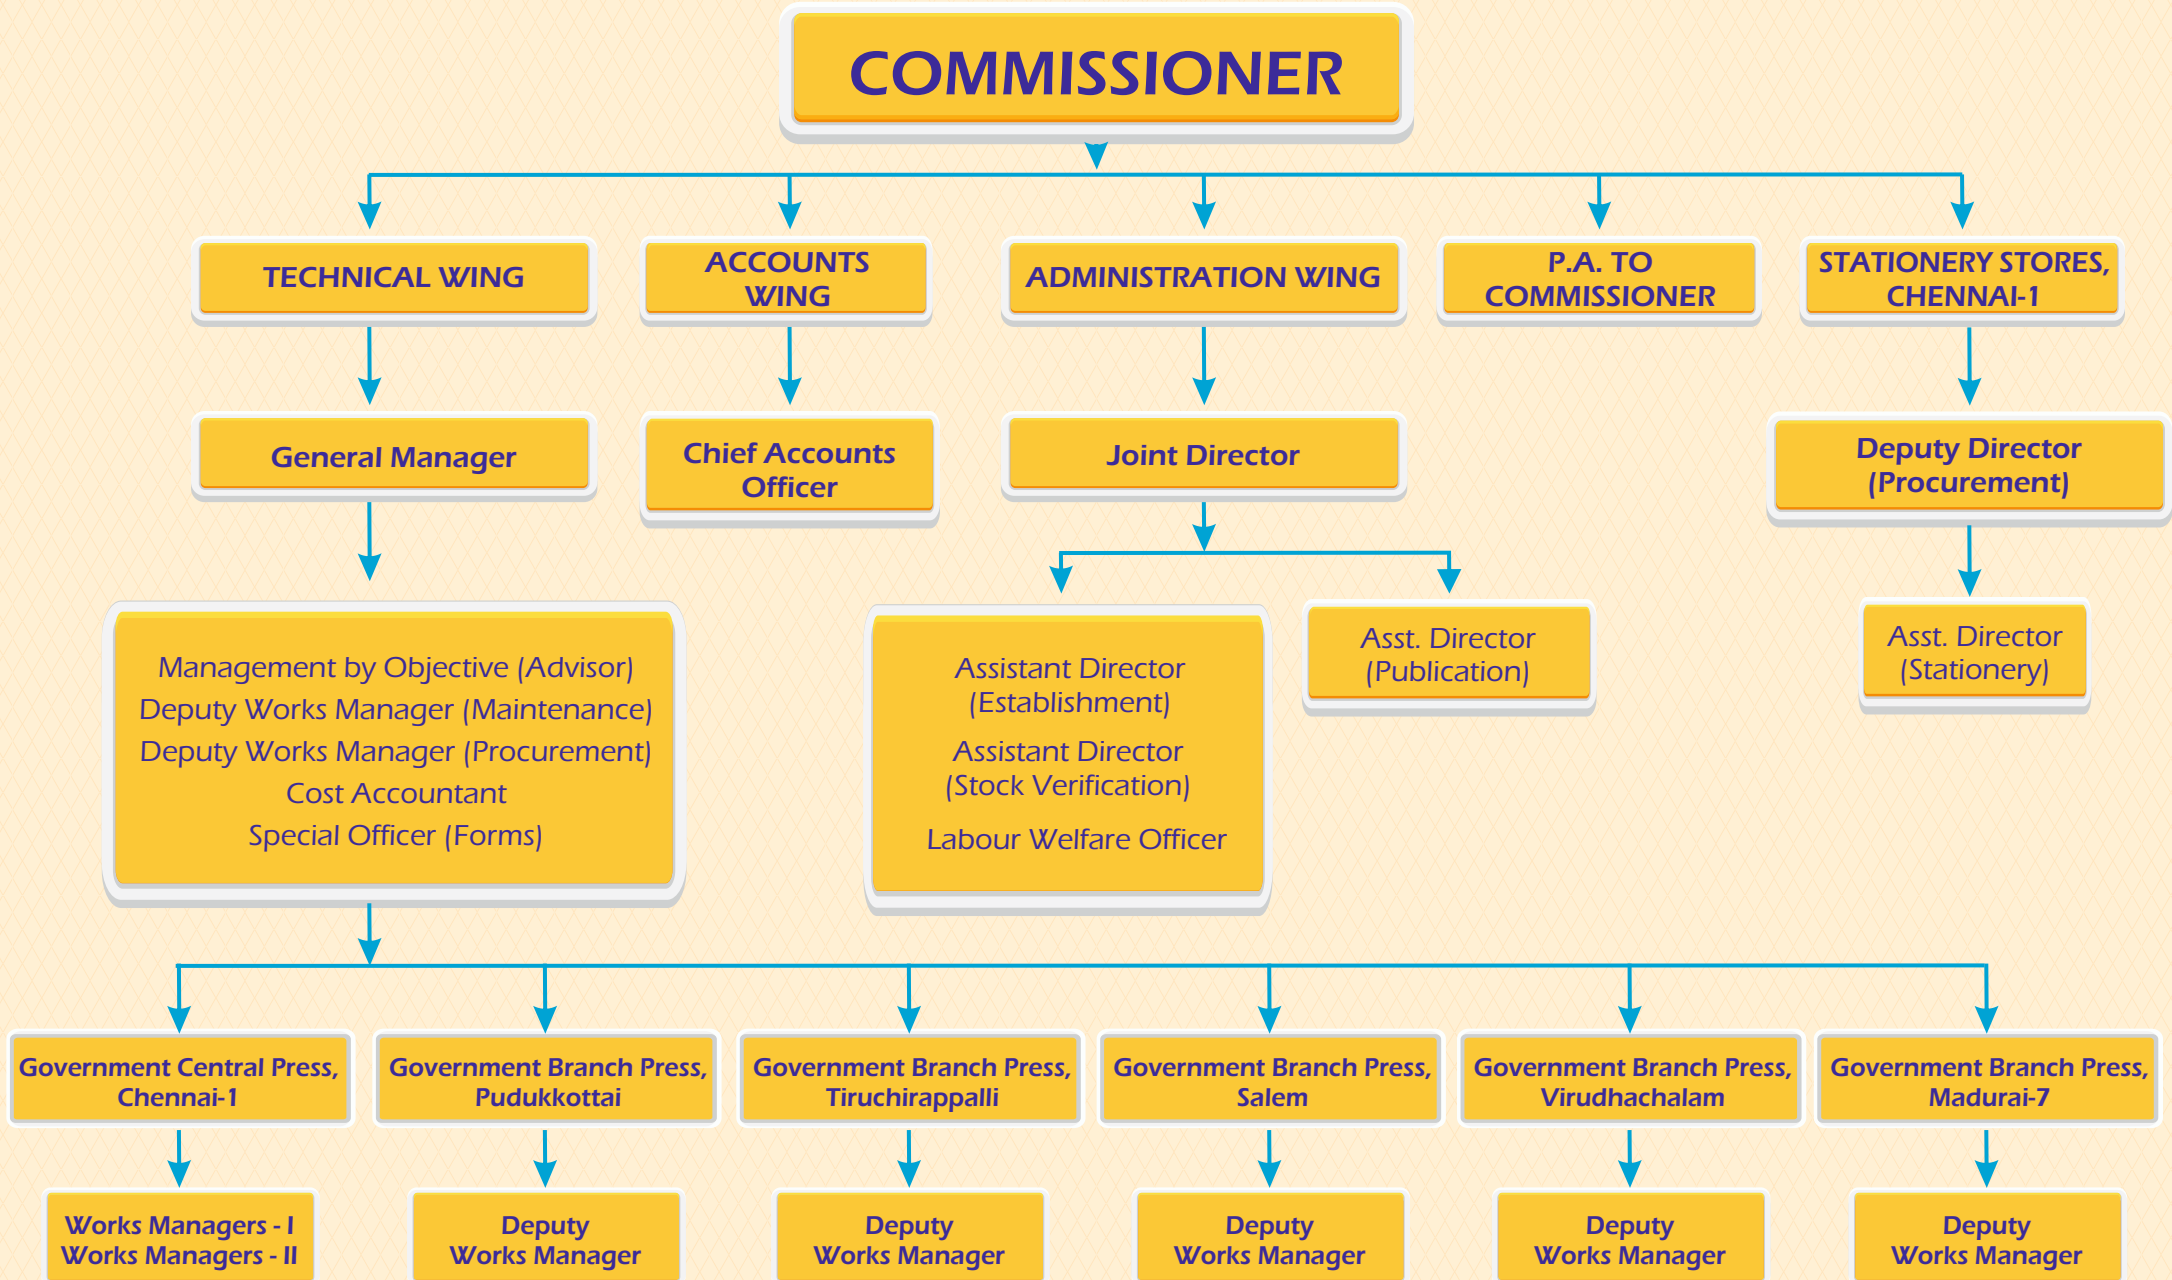 COMMISSIONER
TECHNICAL WING
ACCOUNTS
WING
ADMINISTRATION WING
P.A. TO
COMMISSIONER
STATIONERY STORES,
CHENNAI-1
General Manager
Chief Accounts
Officer
Joint Director
Deputy Director
(Procurement)
Management by Objective (Advisor)
Deputy Works Manager (Maintenance)
Deputy Works Manager (Procurement)
Cost Accountant
Special Officer (Forms)
Assistant Director
(Establishment)
Assistant Director
(Stock Verification)
Labour Welfare Officer
Asst. Director
(Publication)
Asst. Director
(Stationery)
Government Central Press,
Chennai-1
Government Branch Press,
Pudukkottai
Government Branch Press,
Tiruchirappalli
Government Branch Press,
Salem
Government Branch Press,
Virudhachalam
Government Branch Press,
Madurai-7
Works Managers - I
Works Managers - II
Deputy
Works Manager
Deputy
Works Manager
Deputy
Works Manager
Deputy
Works Manager
Deputy
Works Manager